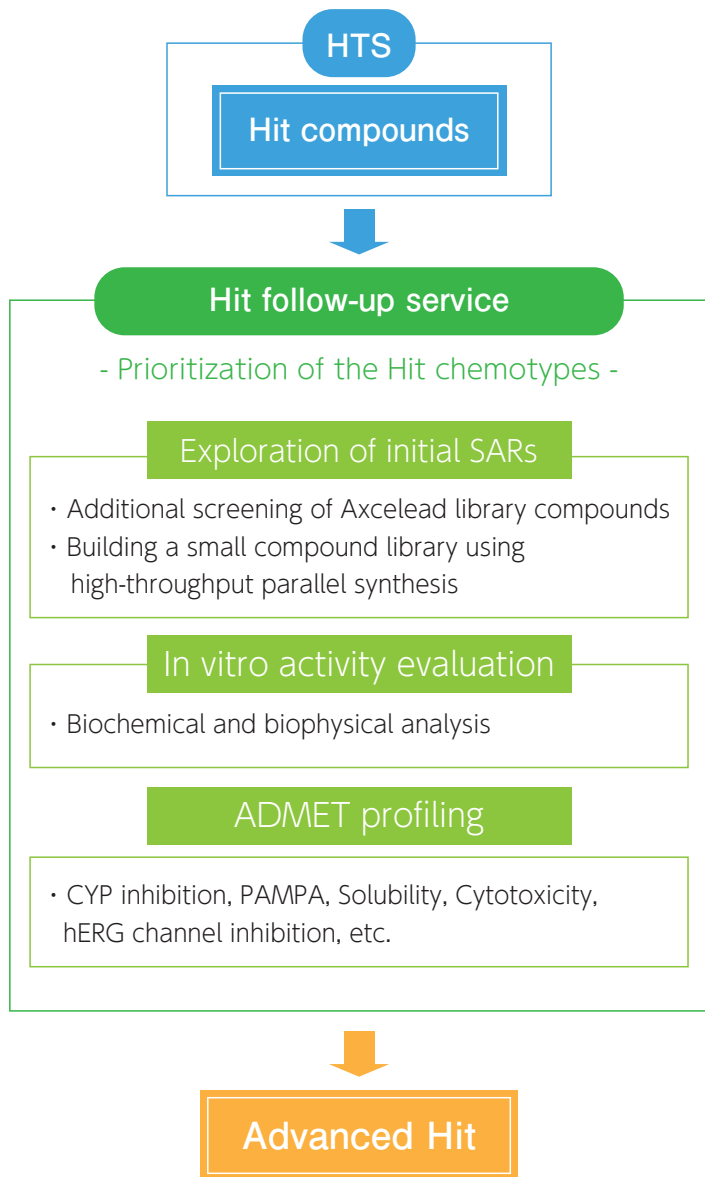 HTS
Hit compounds
Hit follow-up service
- Prioritization of the Hit chemotypes -
Exploration of initial SARs
・Additional screening of Axcelead library compounds
・Building a small compound library using
high-throughput parallel synthesis
In vitro activity evaluation
・Biochemical and biophysical analysis
ADMET profiling
・CYP inhibition, PAMPA, Solubility, Cytotoxicity,
hERG channel inhibition, etc.
Advanced Hit